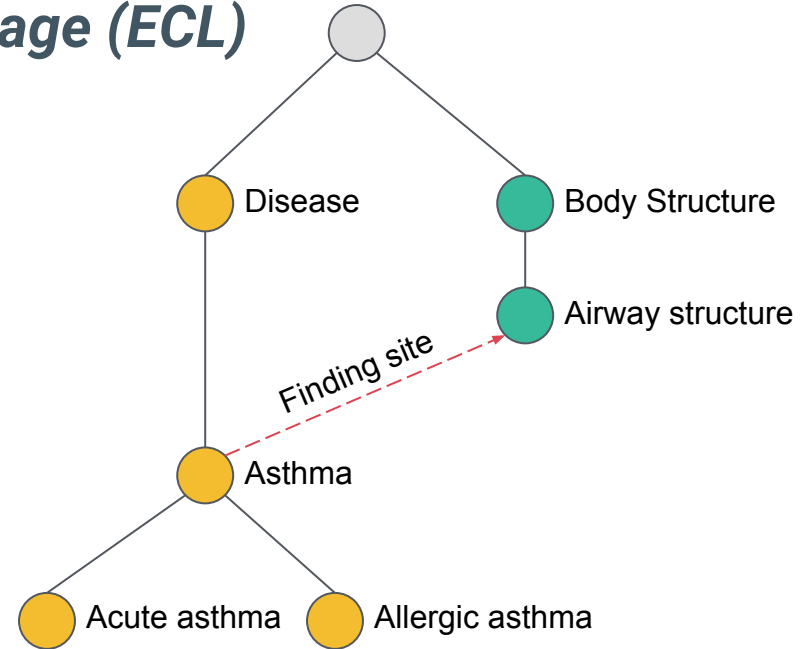 age (ECL)
Disease
Body Structure
Airway structure
Finding site
Asthma
Acute asthma
Allergic asthma